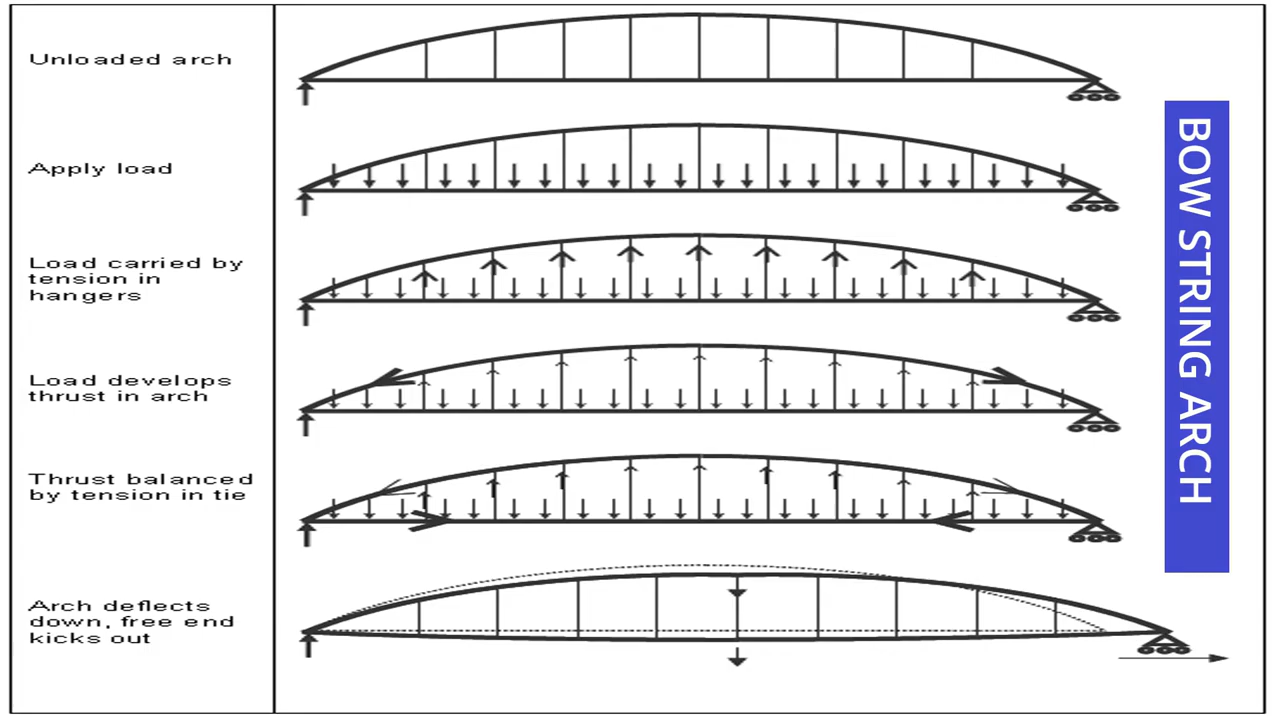 Unloaded arch
Apply load
Load carried by
tension in
hangers
Load develops
thrust in arch
Thrust balanced
by tension in tie
Arch deflects
down, free end
kicks out
BOW STRING ARCH